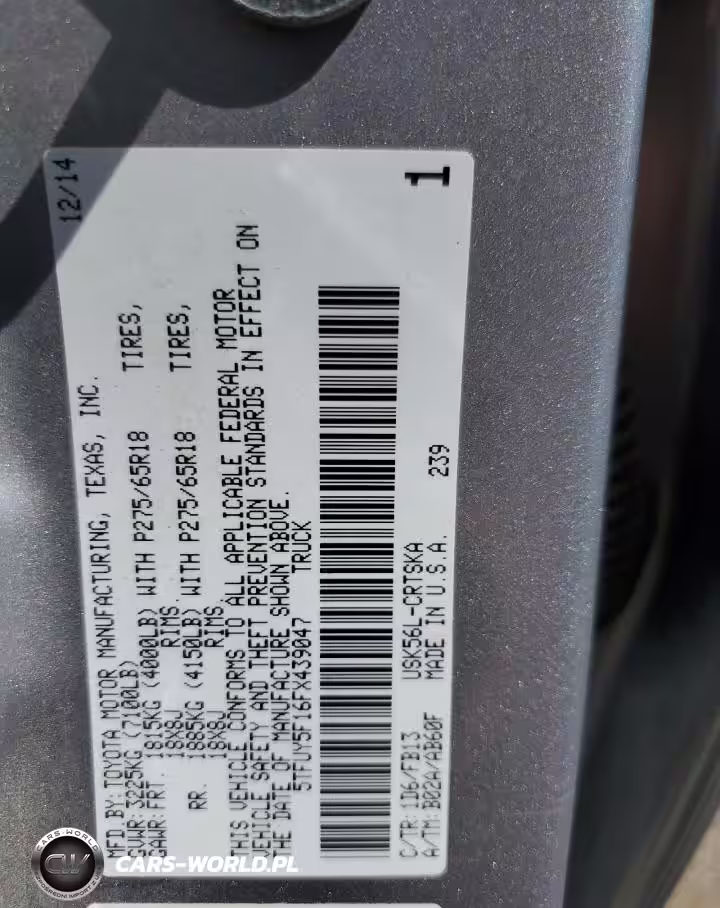 MFD BY: TOYOTA MOTOR MANUFACTURING, TEXAS, INC. 12/14
GVWR: 3225KG (7100LB)
GAWR: FRT. 1815KG (4000LB) WITH P275/65R18 TIRES,
18X8J RIMS.
RR. 1885KG (4150LB) WITH P275/65R18 TIRES,
18X8J RIMS.
THIS VEHICLE CONFORMS TO ALL APPLICABLE FEDERAL MOTOR
VEHICLE SAFETY AND THEFT PREVENTION STANDARDS IN EFFECT ON
THE DATE OF MANUFACTURE SHOWN ABOVE.
5TFUY5F16FX439047 TRUCK
C/TR: 1D6/FB13 USK56L-CRTSKA 239
A/TM: B02A/AB60F MADE IN U.S.A.
1
CARS-WORLD
CW
CARS-WORLD.PL